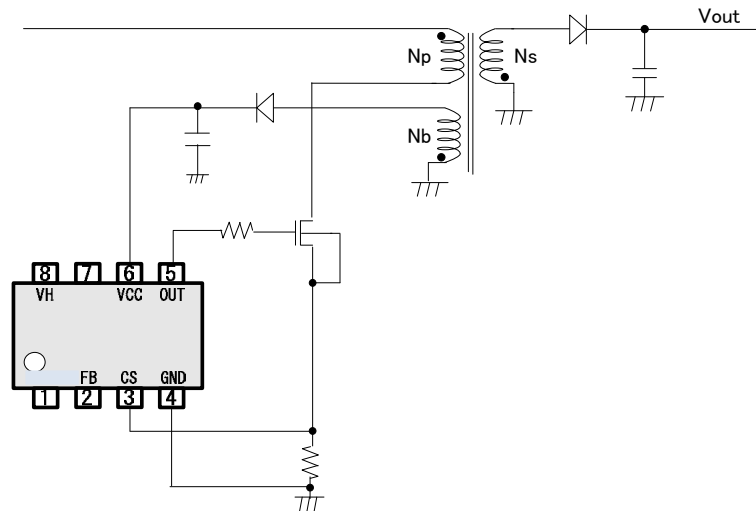 Vout
Np
Ns
Nb
8 7 6 5
VH VCC OUT
FB CS GND
1 2 3 4